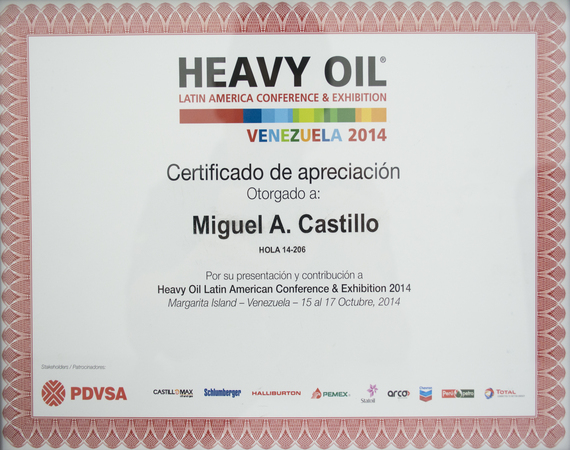 HEAVY OIL®
LATIN AMERICA CONFERENCE & EXHIBITION
VENEZUELA 2014
Certificado de apreciación
Otorgado a:
Miguel A. Castillo
HOLA 14-206
Por su presentación y contribución a
Heavy Oil Latin American Conference & Exhibition 2014
Margarita Island – Venezuela – 15 al 17 Octubre, 2014
Stakeholders / Patrocinadores:
PDVSA CASTILLOMAX Schlumberger HALLIBURTON PEMEX Statoil arco Chevron Petropiar TOTAL